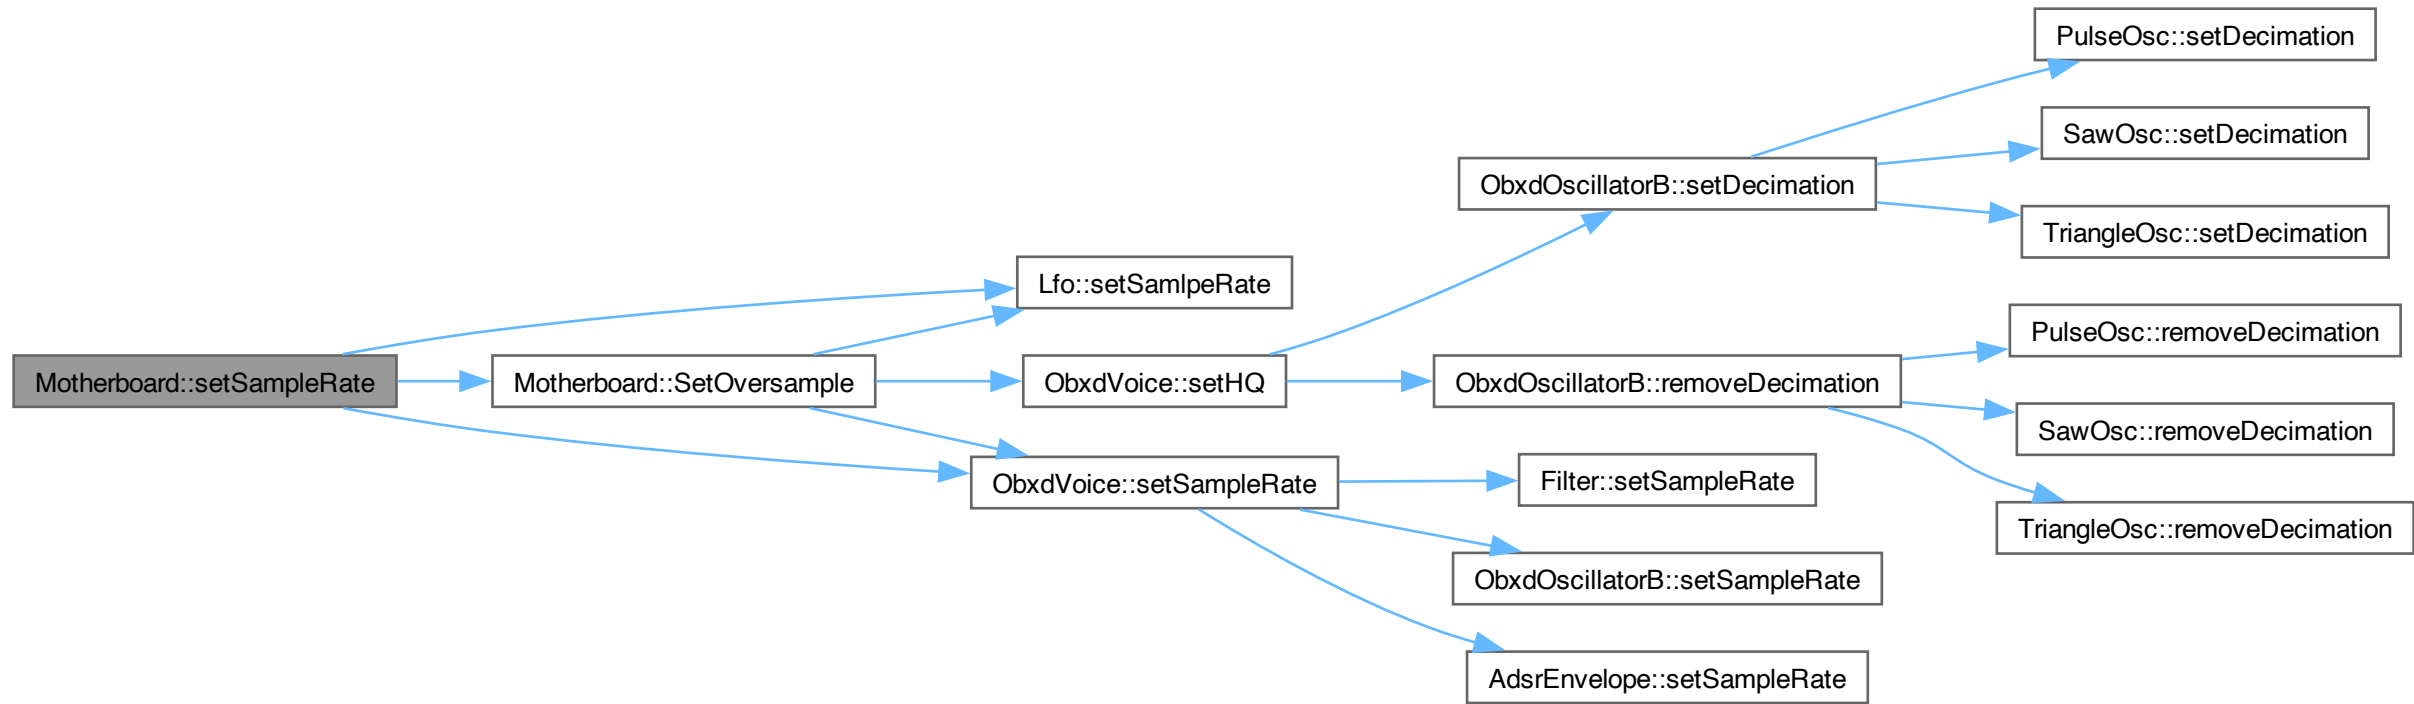 PulseOsc::setDecimation
SawOsc::setDecimation
ObxdOscillatorB::setDecimation
TriangleOsc::setDecimation
Lfo::setSamlpeRate
PulseOsc::removeDecimation
Motherboard::setSampleRate
Motherboard::SetOversample
ObxdVoice::setHQ
ObxdOscillatorB::removeDecimation
SawOsc::removeDecimation
ObxdVoice::setSampleRate
Filter::setSampleRate
TriangleOsc::removeDecimation
ObxdOscillatorB::setSampleRate
AdsrEnvelope::setSampleRate